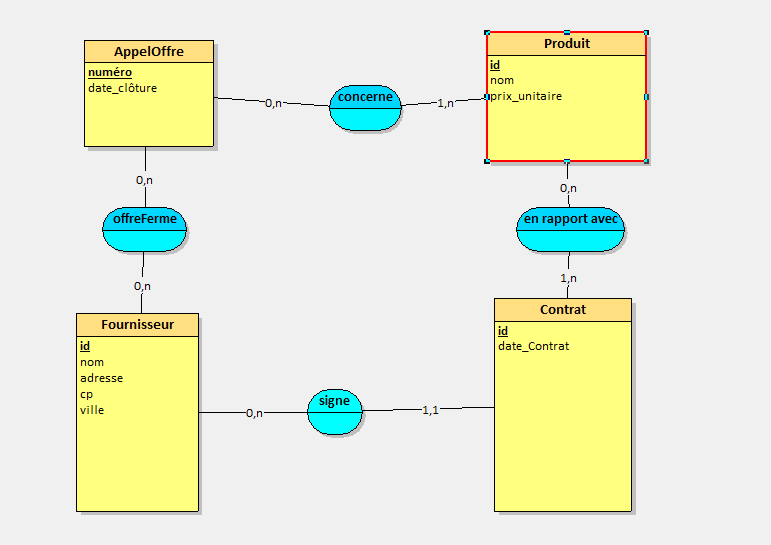 AppelOffre
numéro
date_clôture
0,n
concerne
1,n
Produit
id
nom
prix_unitaire
0,n
offreFerme
0,n
0,n
en rapport avec
1,n
Fournisseur
id
nom
adresse
cp
ville
0,n
signe
1,1
Contrat
id
date_Contrat